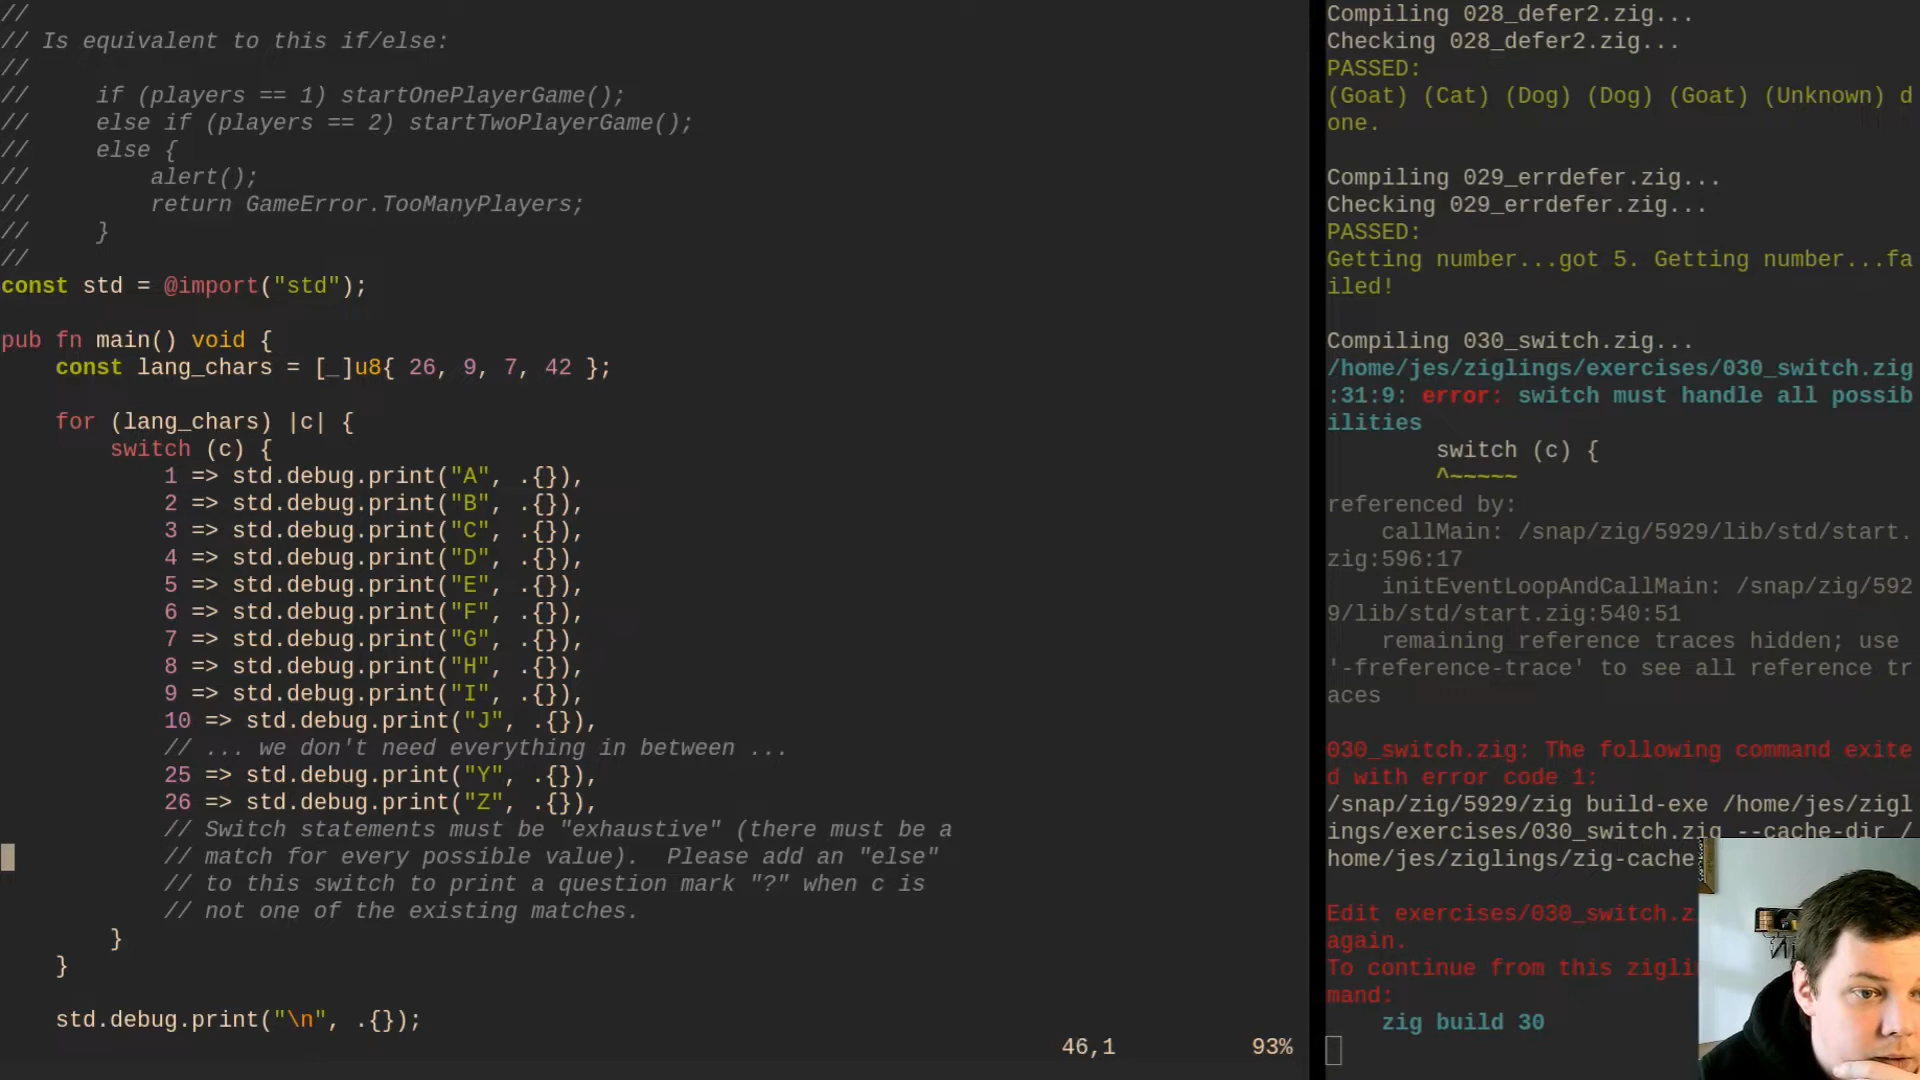 //
// Is equivalent to this if/else:
//
//     if (players == 1) startOnePlayerGame();
//     else if (players == 2) startTwoPlayerGame();
//     else {
//         alert();
//         return GameError.TooManyPlayers;
//     }
//
const std = @import("std");
pub fn main() void {
    const lang_chars = [_]u8{ 26, 9, 7, 42 };
    for (lang_chars) |c| {
        switch (c) {
            1 => std.debug.print("A", .{}),
            2 => std.debug.print("B", .{}),
            3 => std.debug.print("C", .{}),
            4 => std.debug.print("D", .{}),
            5 => std.debug.print("E", .{}),
            6 => std.debug.print("F", .{}),
            7 => std.debug.print("G", .{}),
            8 => std.debug.print("H", .{}),
            9 => std.debug.print("I", .{}),
            10 => std.debug.print("J", .{}),
            // ... we don't need everything in between ...
            25 => std.debug.print("Y", .{}),
            26 => std.debug.print("Z", .{}),
            // Switch statements must be "exhaustive" (there must be a
            // match for every possible value).  Please add an "else"
            // to this switch to print a question mark "?" when c is
            // not one of the existing matches.
        }
    }
    std.debug.print("\n", .{});
46,1          93%
Compiling 028_defer2.zig...
Checking 028_defer2.zig...
PASSED:
(Goat) (Cat) (Dog) (Dog) (Goat) (Unknown) d
one.
Compiling 029_errdefer.zig...
Checking 029_errdefer.zig...
PASSED:
Getting number...got 5. Getting number...fa
iled!
Compiling 030_switch.zig...
/home/jes/ziglings/exercises/030_switch.zig
:31:9: error: switch must handle all possib
ilities
        switch (c) {
        ^~~~~~
referenced by:
    callMain: /snap/zig/5929/lib/std/start.
zig:596:17
    initEventLoopAndCallMain: /snap/zig/592
9/lib/std/start.zig:540:51
    remaining reference traces hidden; use
'-freference-trace' to see all reference tr
aces
030_switch.zig: The following command exite
d with error code 1:
/snap/zig/5929/zig build-exe /home/jes/zigl
ings/exercises/030_switch.zig --cache-dir /
home/jes/ziglings/zig-cache
Edit exercises/030_switch.z
again.
To continue from this zigli
mand:
    zig build 30